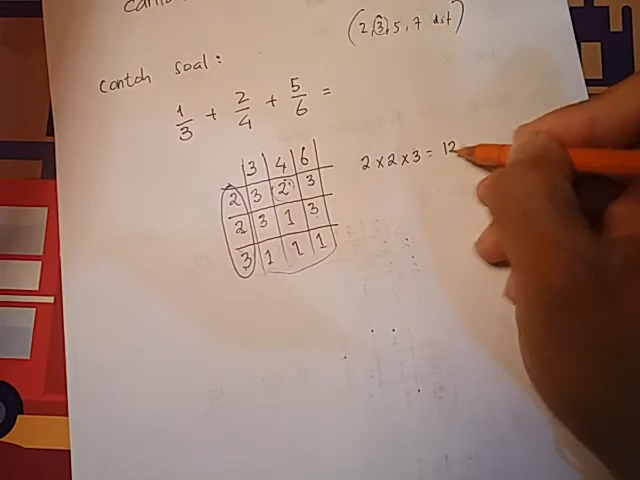 (2, 3, 5, 7 dst)
Contoh soal:
1/3 + 2/4 + 5/6 =
3 4 6
2 3 2 3
2 3 1 3
3 1 1 1
2 × 2 × 3 = 12